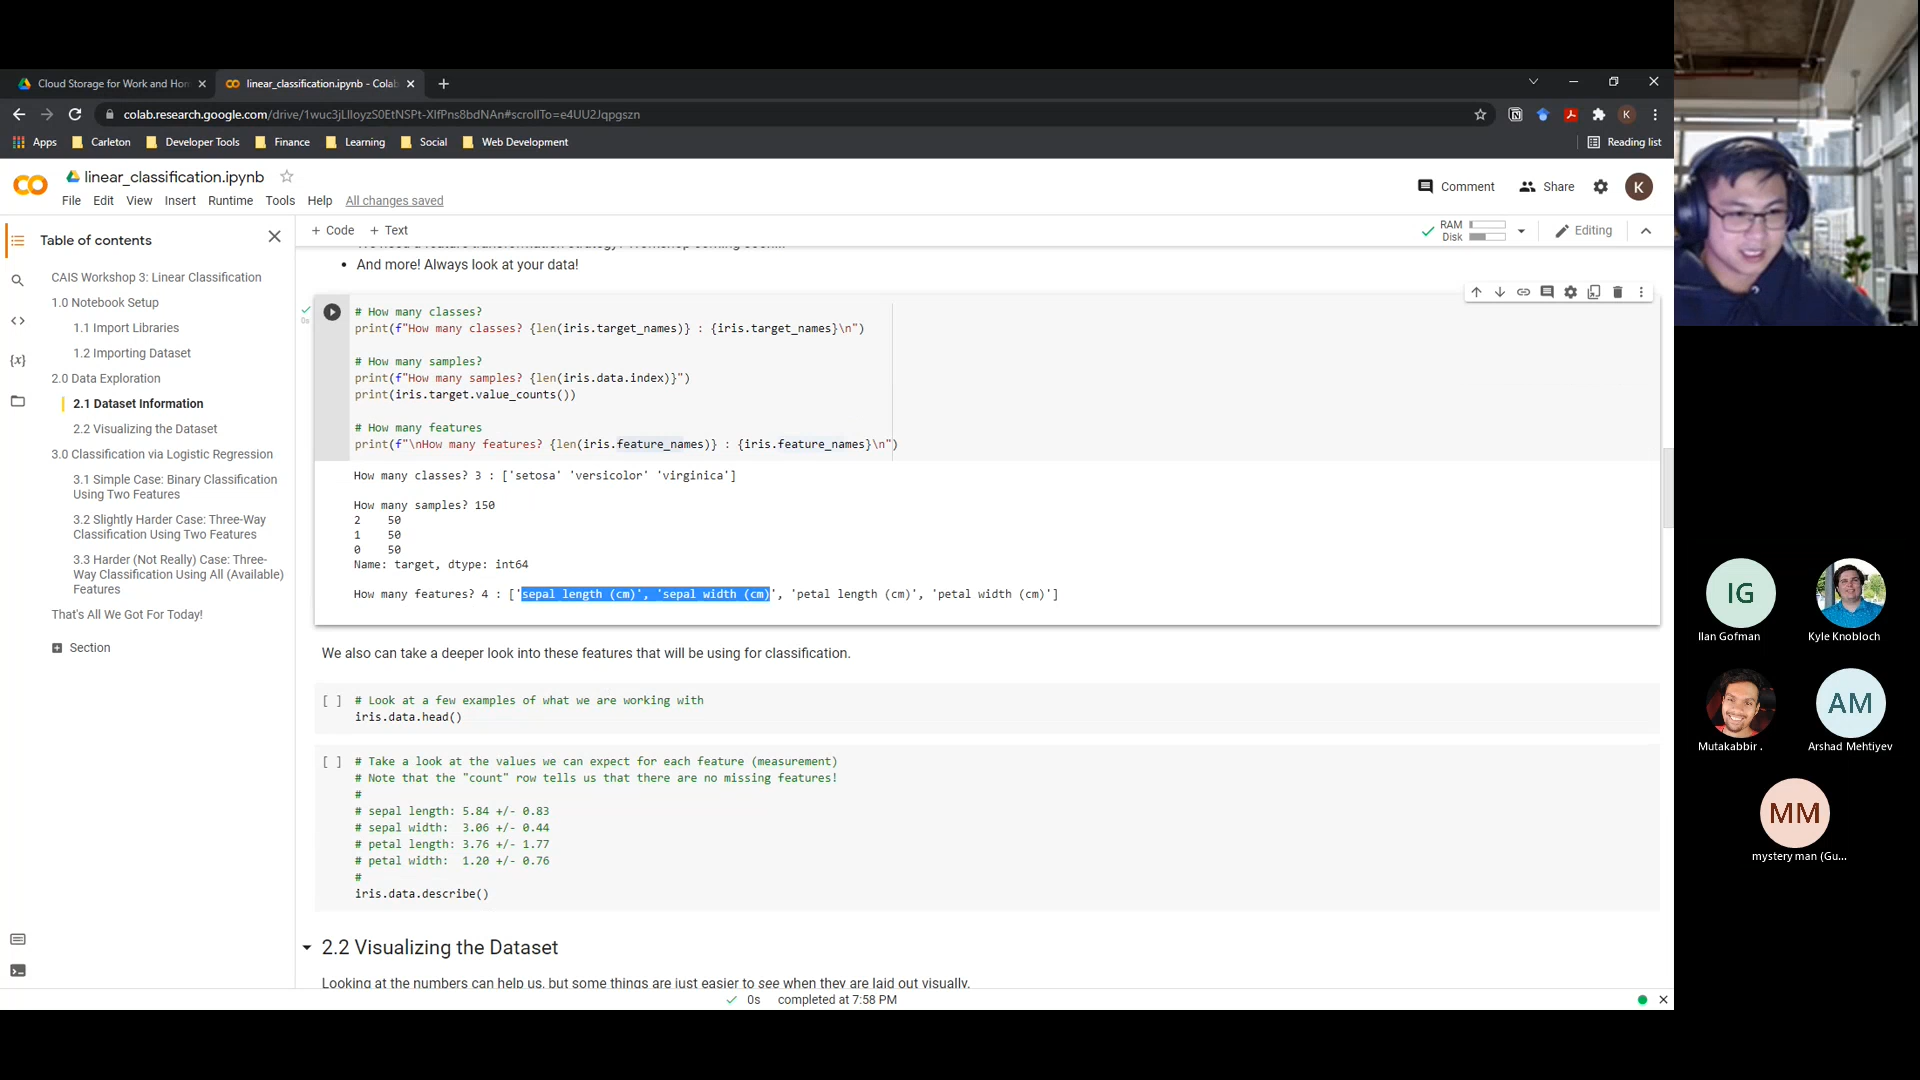 Cloud Storage for Work and Hom
linear_classification.ipynb - Colab
colab.research.google.com/drive/1wuc3jLlloyzS0EtNSPt-XlfPns8bdNAn#scrollTo=e4UU2Jqpgszn
K
Apps
Carleton
Developer Tools
Finance
Learning
Social
Web Development
Reading list
CO
linear_classification.ipynb
File Edit View Insert Runtime Tools Help All changes saved
Comment
Share
K
Table of contents
CAIS Workshop 3: Linear Classification
1.0 Notebook Setup
1.1 Import Libraries
1.2 Importing Dataset
2.0 Data Exploration
2.1 Dataset Information
2.2 Visualizing the Dataset
3.0 Classification via Logistic Regression
3.1 Simple Case: Binary Classification
Using Two Features
3.2 Slightly Harder Case: Three-Way
Classification Using Two Features
3.3 Harder (Not Really) Case: Three-
Way Classification Using All (Available)
Features
That's All We Got For Today!
Section
+ Code + Text
RAM
Disk
Editing
• And more! Always look at your data!
0s
# How many classes?
print(f"How many classes? {len(iris.target_names)} : {iris.target_names}\n")
# How many samples?
print(f"How many samples? {len(iris.data.index)}")
print(iris.target.value_counts())
# How many features
print(f"\nHow many features? {len(iris.feature_names)} : {iris.feature_names}\n")
How many classes? 3 : ['setosa' 'versicolor' 'virginica']
How many samples? 150
2 50
1 50
0 50
Name: target, dtype: int64
How many features? 4 : ['sepal length (cm)', 'sepal width (cm)', 'petal length (cm)', 'petal width (cm)']
We also can take a deeper look into these features that will be using for classification.
[ ] # Look at a few examples of what we are working with
iris.data.head()
[ ] # Take a look at the values we can expect for each feature (measurement)
# Note that the "count" row tells us that there are no missing features!
#
# sepal length: 5.84 +/- 0.83
# sepal width: 3.06 +/- 0.44
# petal length: 3.76 +/- 1.77
# petal width: 1.20 +/- 0.76
#
iris.data.describe()
2.2 Visualizing the Dataset
Looking at the numbers can help us, but some things are just easier to see when they are laid out visually.
0s completed at 7:58 PM
IG
Ilan Gofman
Kyle Knobloch
Mutakabbir .
AM
Arshad Mehtiyev
MM
mystery man (Gu...